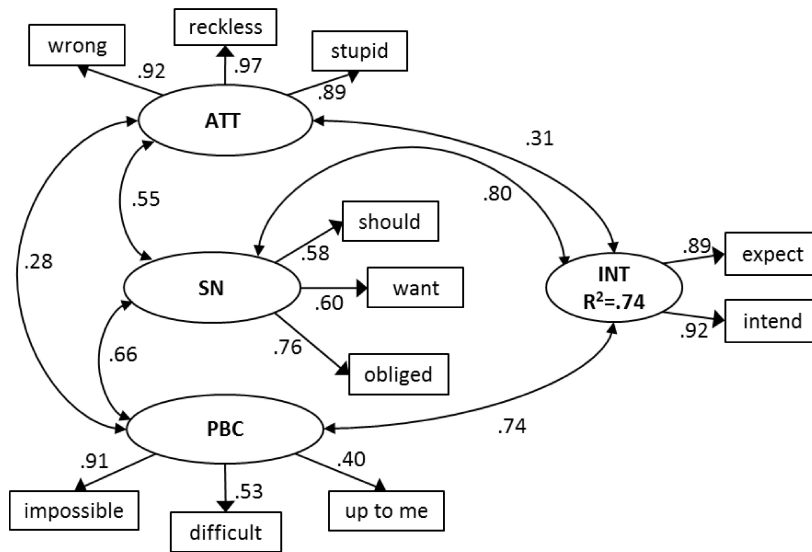 reckless
wrong
stupid
.92
.97
.89
ATT
.31
.55
.80
should
.28
.58
SN
.60
want
INT
R²=.74
.89
expect
.92
intend
.66
.76
obliged
PBC
.74
.91
.53
.40
impossible
difficult
up to me